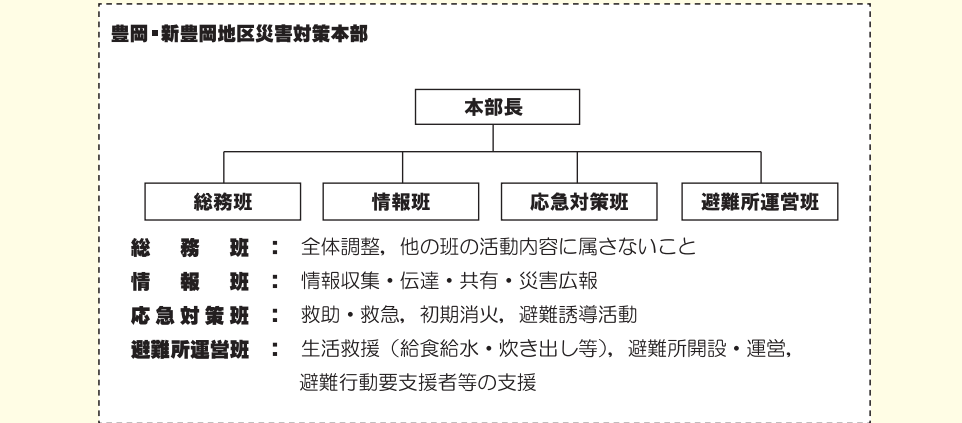 豊岡・新豊岡地区災害対策本部
本部長
総務班 情報班 応急対策班 避難所運営班
総務班：全体調整，他の班の活動内容に属さないこと
情報班：情報収集・伝達・共有・災害広報
応急対策班：救助・救急，初期消火，避難誘導活動
避難所運営班：生活救援（給食給水・炊き出し等），避難所開設・運営，
避難行動要支援者等の支援